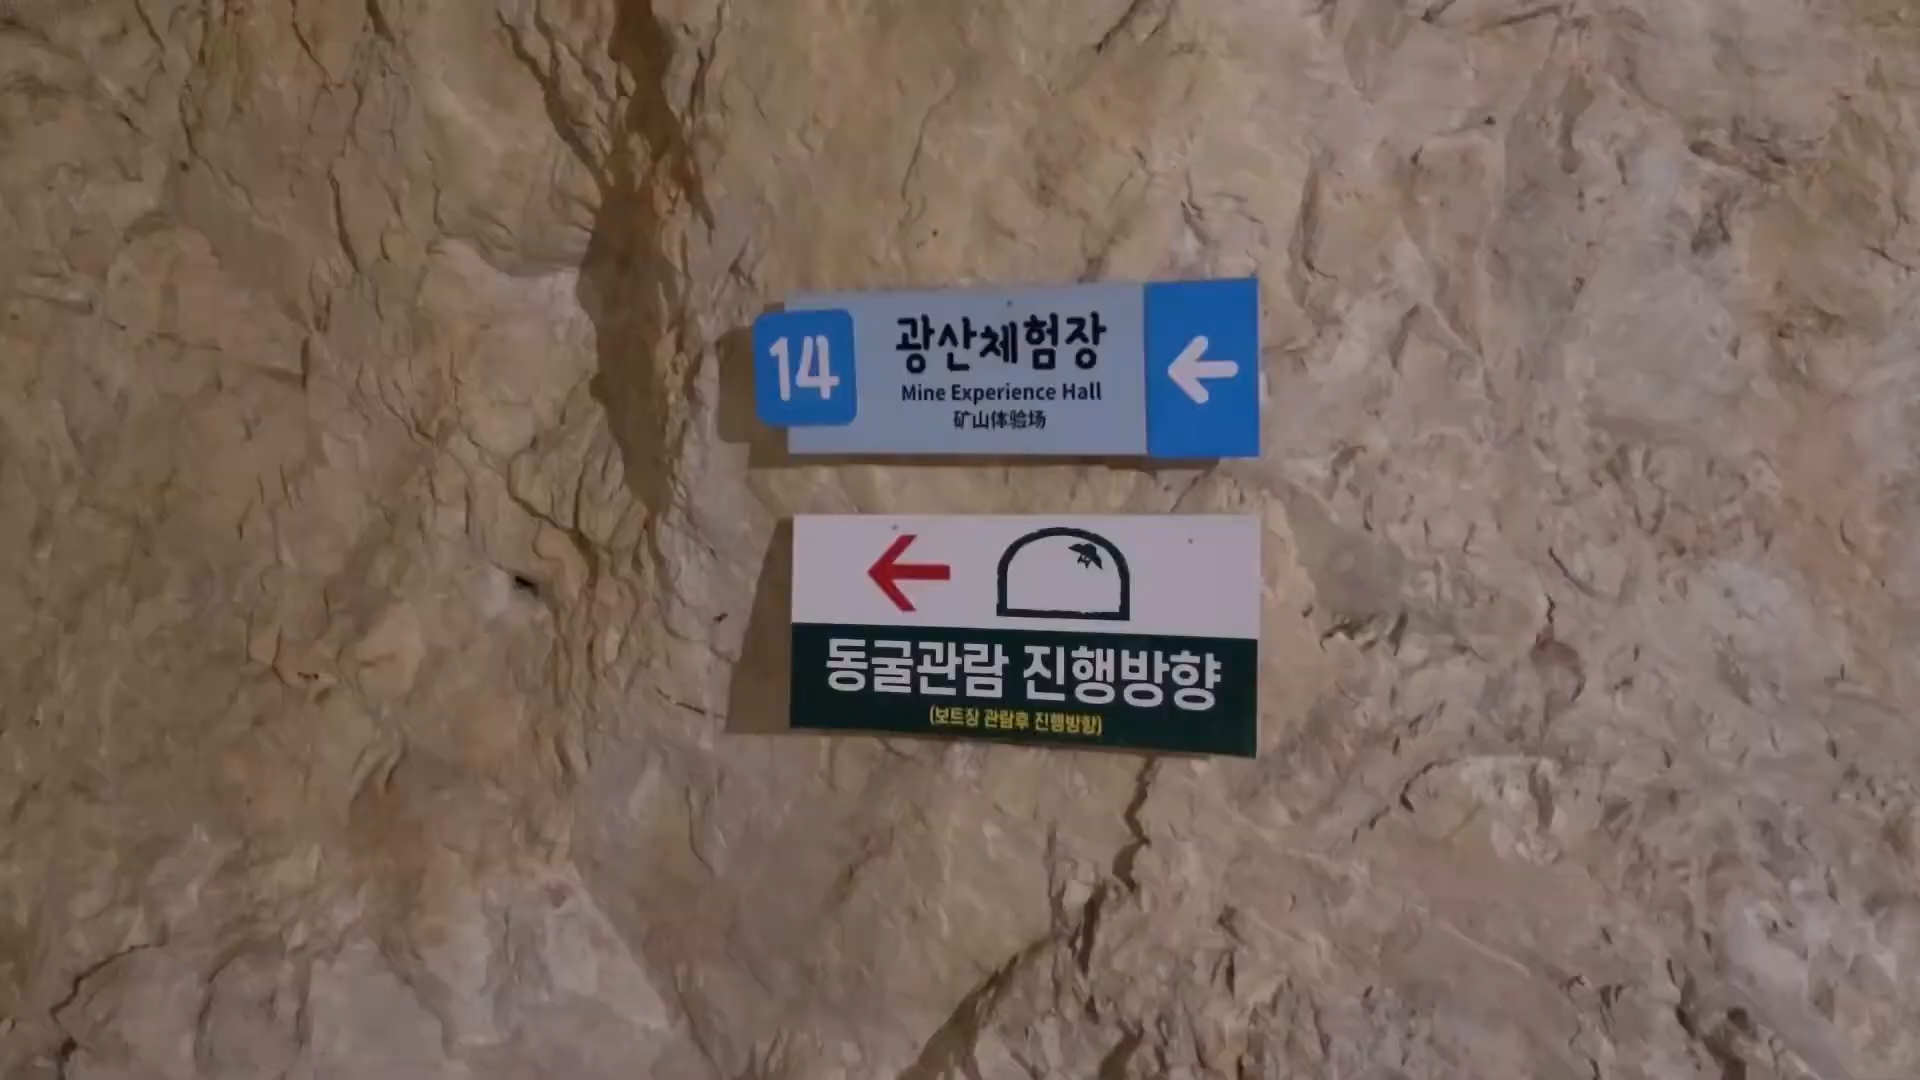 14
광산체험장
Mine Experience Hall
矿山体验场
동굴관람 진행방향
(보트장 관람후 진행방향)